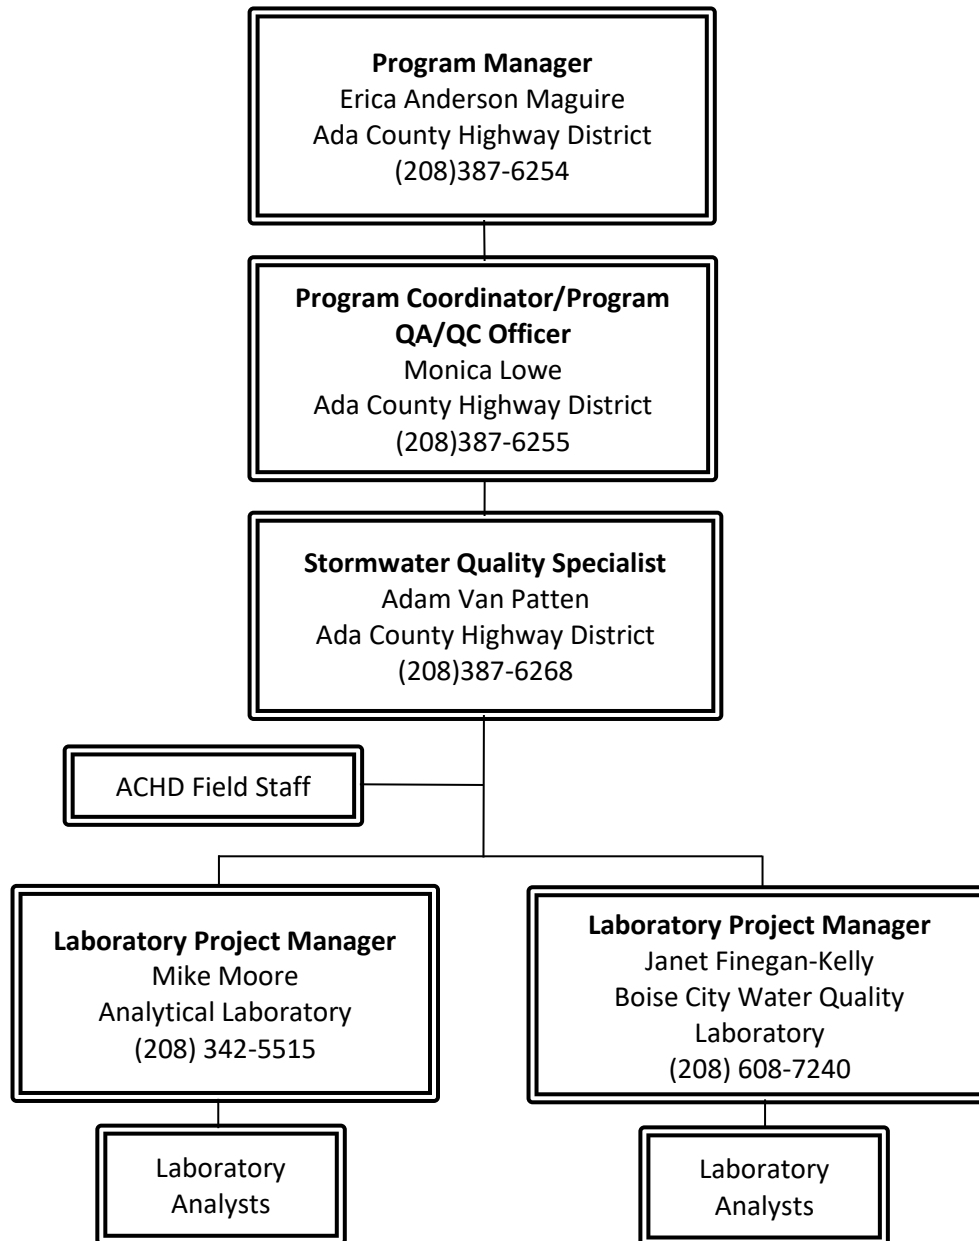 Program Manager
Erica Anderson Maguire
Ada County Highway District
(208)387-6254
Program Coordinator/Program
QA/QC Officer
Monica Lowe
Ada County Highway District
(208)387-6255
Stormwater Quality Specialist
Adam Van Patten
Ada County Highway District
(208)387-6268
ACHD Field Staff
Laboratory Project Manager
Mike Moore
Analytical Laboratory
(208) 342-5515
Laboratory Project Manager
Janet Finegan-Kelly
Boise City Water Quality
Laboratory
(208) 608-7240
Laboratory
Analysts
Laboratory
Analysts